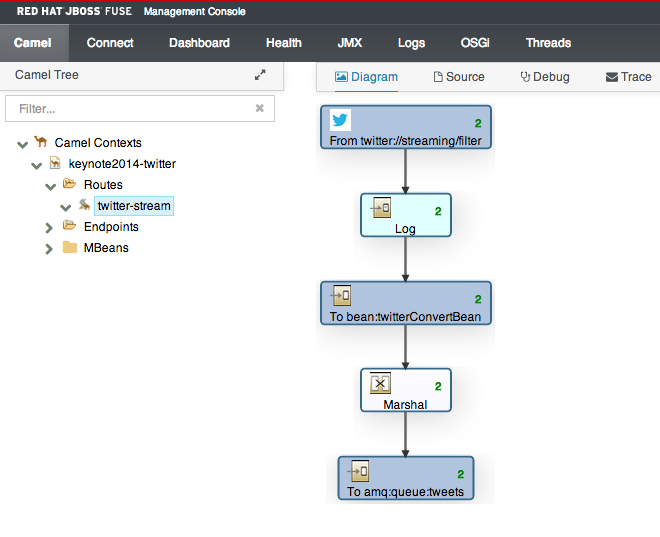 RED HAT JBOSS FUSE Management Console
Camel Connect Dashboard Health JMX Logs OSGi Threads
Camel Tree
Diagram Source Debug Trace
Filter...
Camel Contexts
keynote2014-twitter
Routes
twitter-stream
Endpoints
MBeans
2
From twitter://streaming/filter
2
Log
2
To bean:twitterConvertBean
2
Marshal
2
To amq:queue:tweets